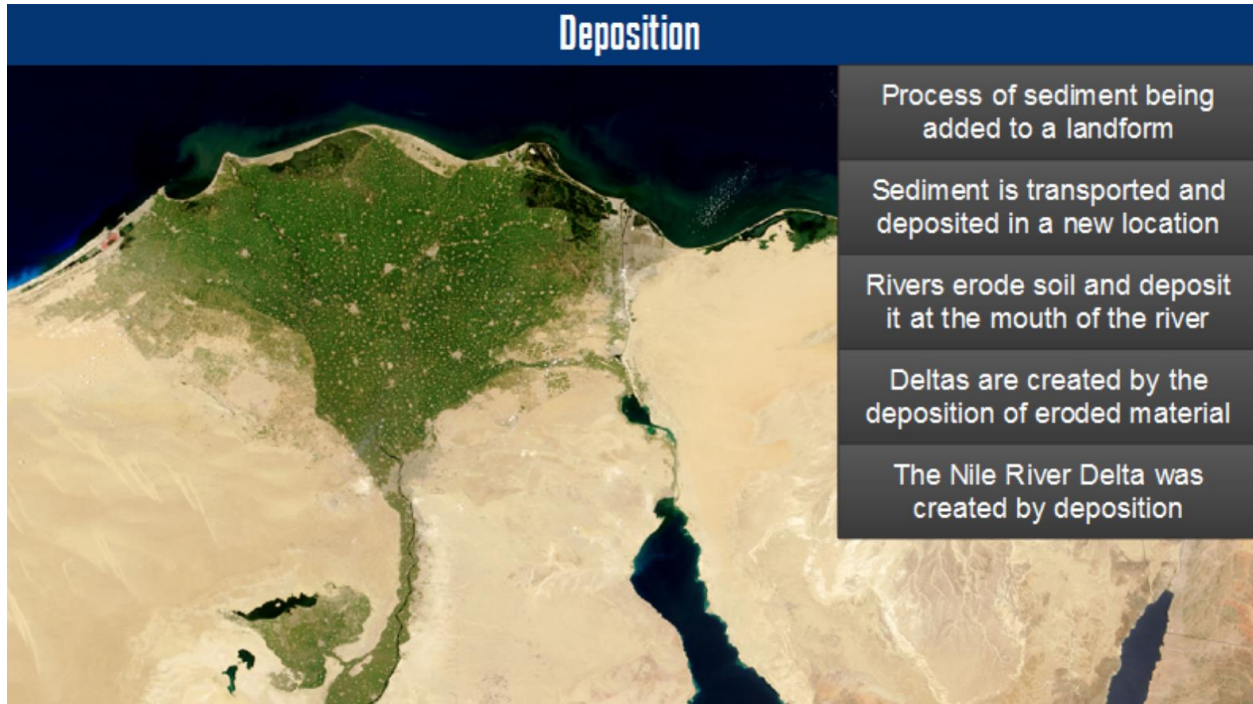 Deposition
Process of sediment being
added to a landform
Sediment is transported and
deposited in a new location
Rivers erode soil and deposit
it at the mouth of the river
Deltas are created by the
deposition of eroded material
The Nile River Delta was
created by deposition